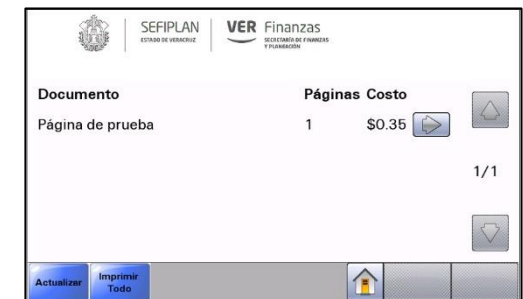 SEFIPLAN
ESTADO DE VERACRUZ
VER Finanzas
SECRETARÍA DE FINANZAS
Y PLANEACIÓN
Documento Páginas Costo
Página de prueba 1 $0.35
1/1
Actualizar
Imprimir
Todo